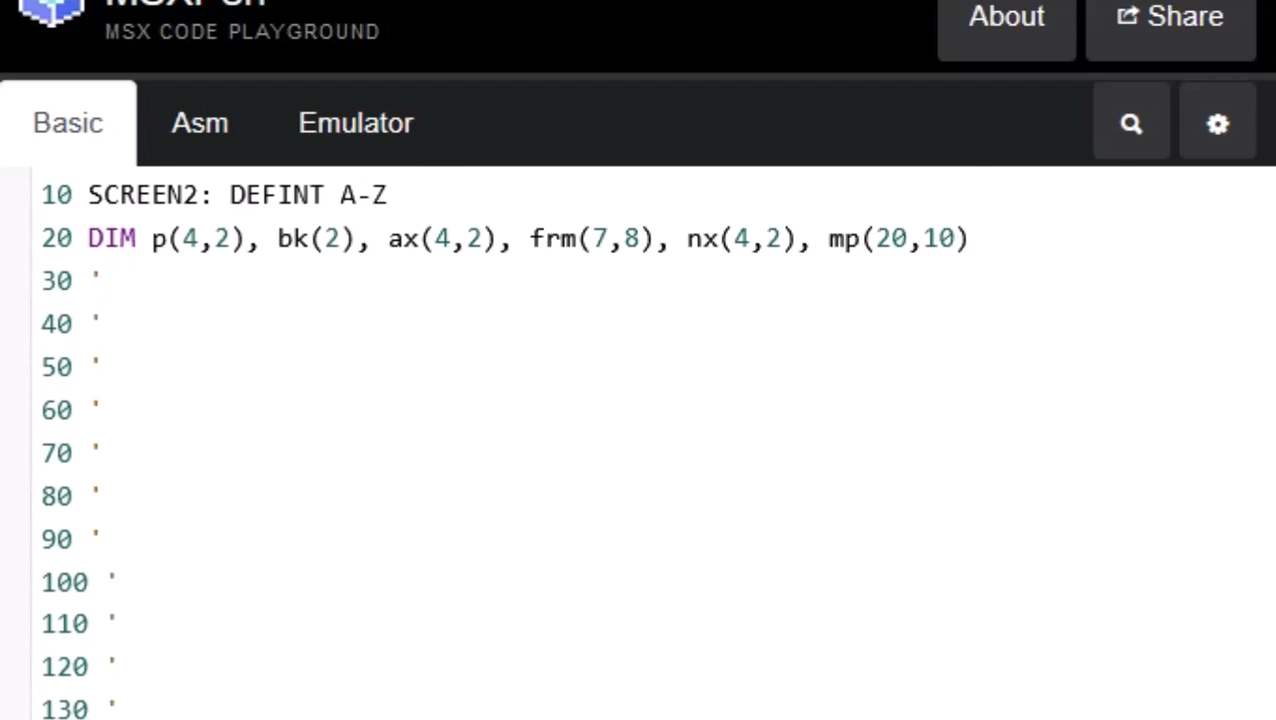 MSX CODE PLAYGROUND
About
Share
Basic
Asm
Emulator
10 SCREEN2: DEFINT A-Z
20 DIM p(4,2), bk(2), ax(4,2), frm(7,8), nx(4,2), mp(20,10)
30 '
40 '
50 '
60 '
70 '
80 '
90 '
100 '
110 '
120 '
130 '